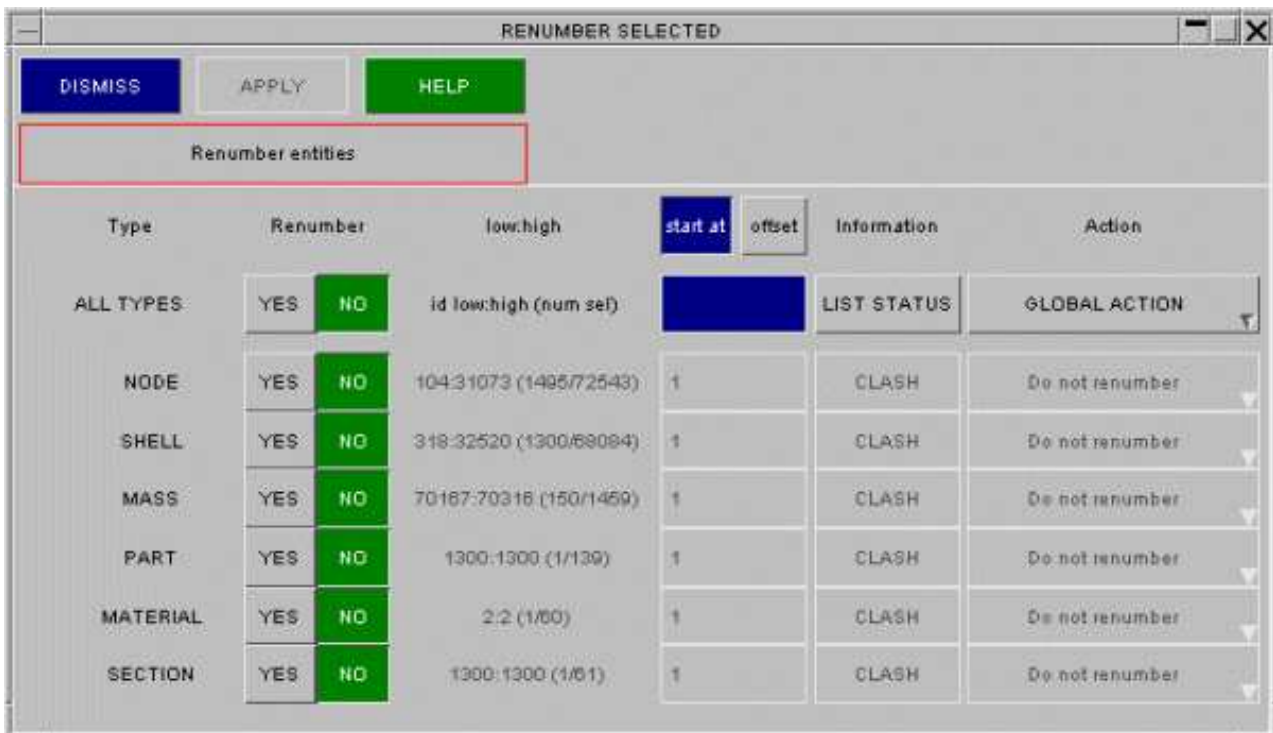 RENUMBER SELECTED
DISMISS APPLY HELP
Renumber entities
Type Renumber low:high start at offset Information Action
ALL TYPES YES NO id low:high (num sel) LIST STATUS GLOBAL ACTION
NODE YES NO 104:31073 (1495/72543) 1 CLASH Do not renumber
SHELL YES NO 318:32520 (1300/68084) 1 CLASH Do not renumber
MASS YES NO 70167:70316 (150/1459) 1 CLASH Do not renumber
PART YES NO 1300:1300 (1/139) 1 CLASH Do not renumber
MATERIAL YES NO 2:2 (1/60) 1 CLASH Do not renumber
SECTION YES NO 1300:1300 (1/61) 1 CLASH Do not renumber